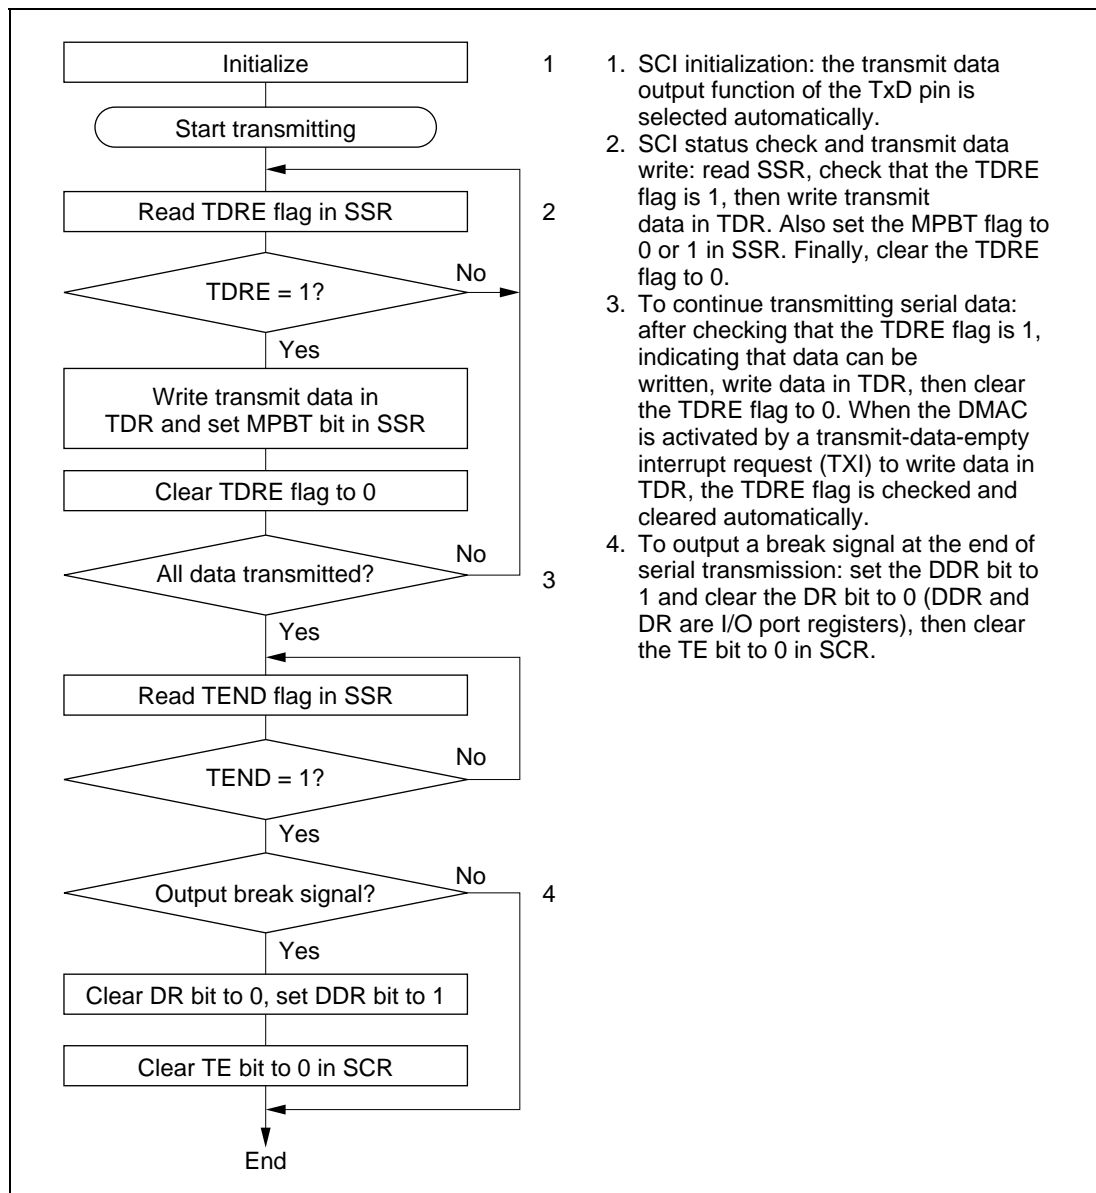 Initialize
1
Start transmitting
Read TDRE flag in SSR
2
TDRE = 1?
No
Yes
Write transmit data in
TDR and set MPBT bit in SSR
Clear TDRE flag to 0
All data transmitted?
No
3
Yes
Read TEND flag in SSR
TEND = 1?
No
Yes
Output break signal?
No
4
Yes
Clear DR bit to 0, set DDR bit to 1
Clear TE bit to 0 in SCR
End
1. SCI initialization: the transmit data
output function of the TxD pin is
selected automatically.
2. SCI status check and transmit data
write: read SSR, check that the TDRE
flag is 1, then write transmit
data in TDR. Also set the MPBT flag to
0 or 1 in SSR. Finally, clear the TDRE
flag to 0.
3. To continue transmitting serial data:
after checking that the TDRE flag is 1,
indicating that data can be
written, write data in TDR, then clear
the TDRE flag to 0. When the DMAC
is activated by a transmit-data-empty
interrupt request (TXI) to write data in
TDR, the TDRE flag is checked and
cleared automatically.
4. To output a break signal at the end of
serial transmission: set the DDR bit to
1 and clear the DR bit to 0 (DDR and
DR are I/O port registers), then clear
the TE bit to 0 in SCR.